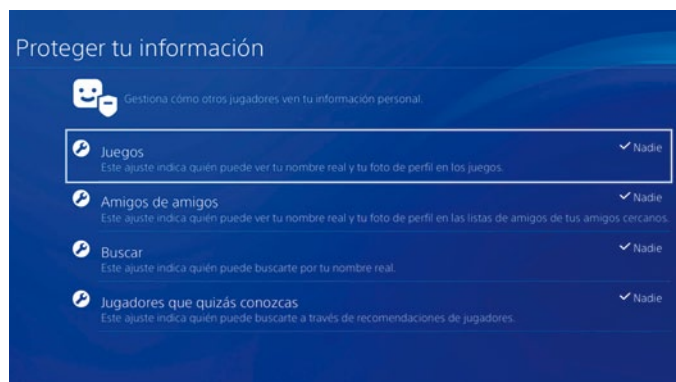 Proteger tu información
Gestiona cómo otros jugadores ven tu información personal.
Juegos
Nadie
Este ajuste indica quién puede ver tu nombre real y tu foto de perfil en los juegos.
Amigos de amigos
Nadie
Este ajuste indica quién puede ver tu nombre real y tu foto de perfil en las listas de amigos de tus amigos cercanos.
Buscar
Nadie
Este ajuste indica quién puede buscarte por tu nombre real.
Jugadores que quizás conozcas
Nadie
Este ajuste indica quién puede buscarte a través de recomendaciones de jugadores.